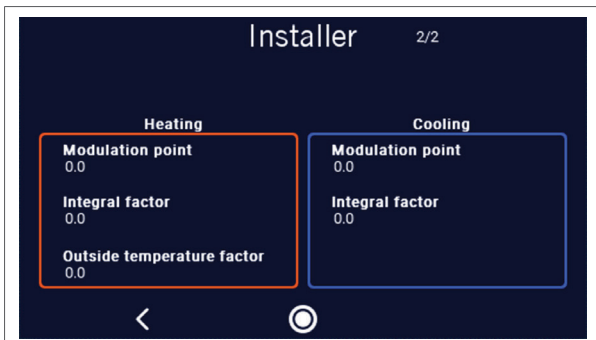 Installer 2/2
Heating
Modulation point
0.0
Integral factor
0.0
Outside temperature factor
0.0
Cooling
Modulation point
0.0
Integral factor
0.0